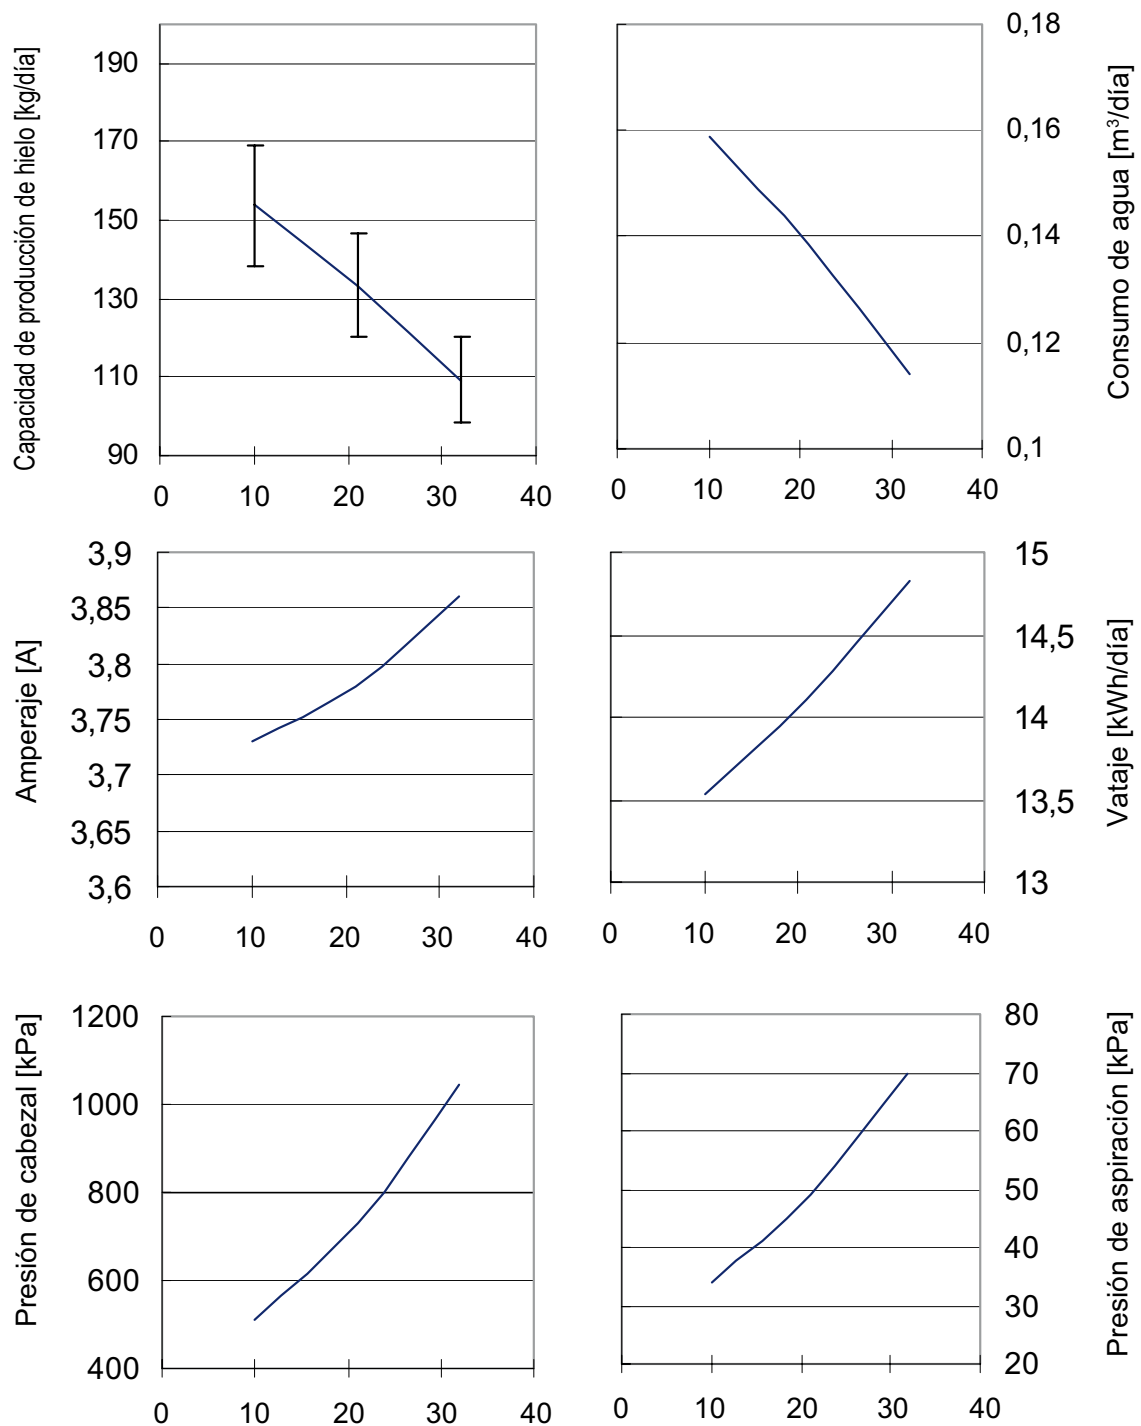 Capacidad de producción de hielo [kg/día]
190
170
150
130
110
90
0 10 20 30 40
0,18
0,16
0,14
0,12
0,1
0 10 20 30 40
Consumo de agua [m³/día]
Amperaje [A]
3,9
3,85
3,8
3,75
3,7
3,65
3,6
0 10 20 30 40
15
14,5
14
13,5
13
0 10 20 30 40
Vataje [kWh/día]
Presión de cabezal [kPa]
1200
1000
800
600
400
0 10 20 30 40
80
70
60
50
40
30
20
0 10 20 30 40
Presión de aspiración [kPa]